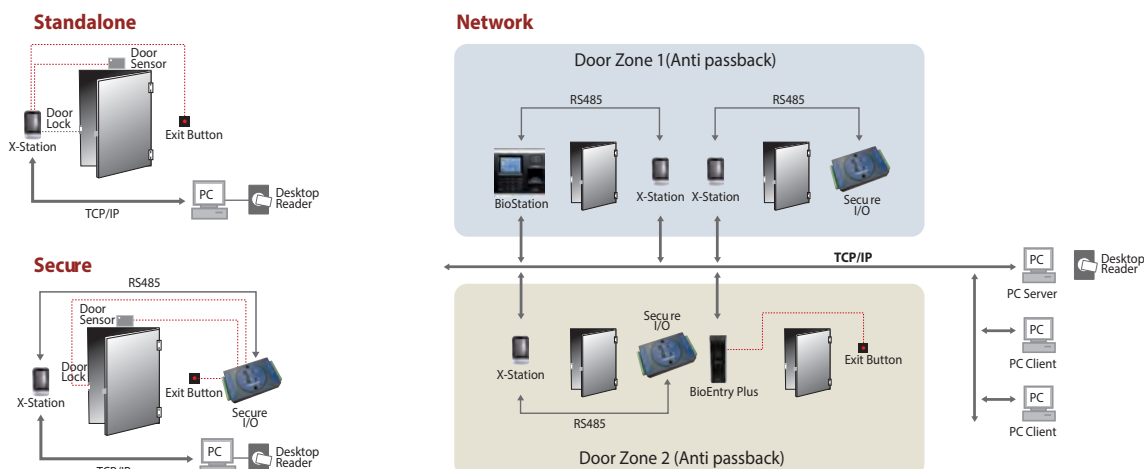 Standalone
Door
Sensor
Door
Lock
X-Station
Exit Button
PC
Desktop
Reader
TCP/IP
Secure
RS485
Door
Sensor
Door
Lock
X-Station
Exit Button
Secure
I/O
PC
Desktop
Reader
TCP/IP
Network
Door Zone 1(Anti passback)
RS485
RS485
BioStation
X-Station
X-Station
Secu re
I/O
TCP/IP
PC
Desktop
Reader
PC Server
PC
PC Client
PC
PC Client
Secu re
I/O
X-Station
BioEntry Plus
Exit Button
RS485
Door Zone 2 (Anti passback)